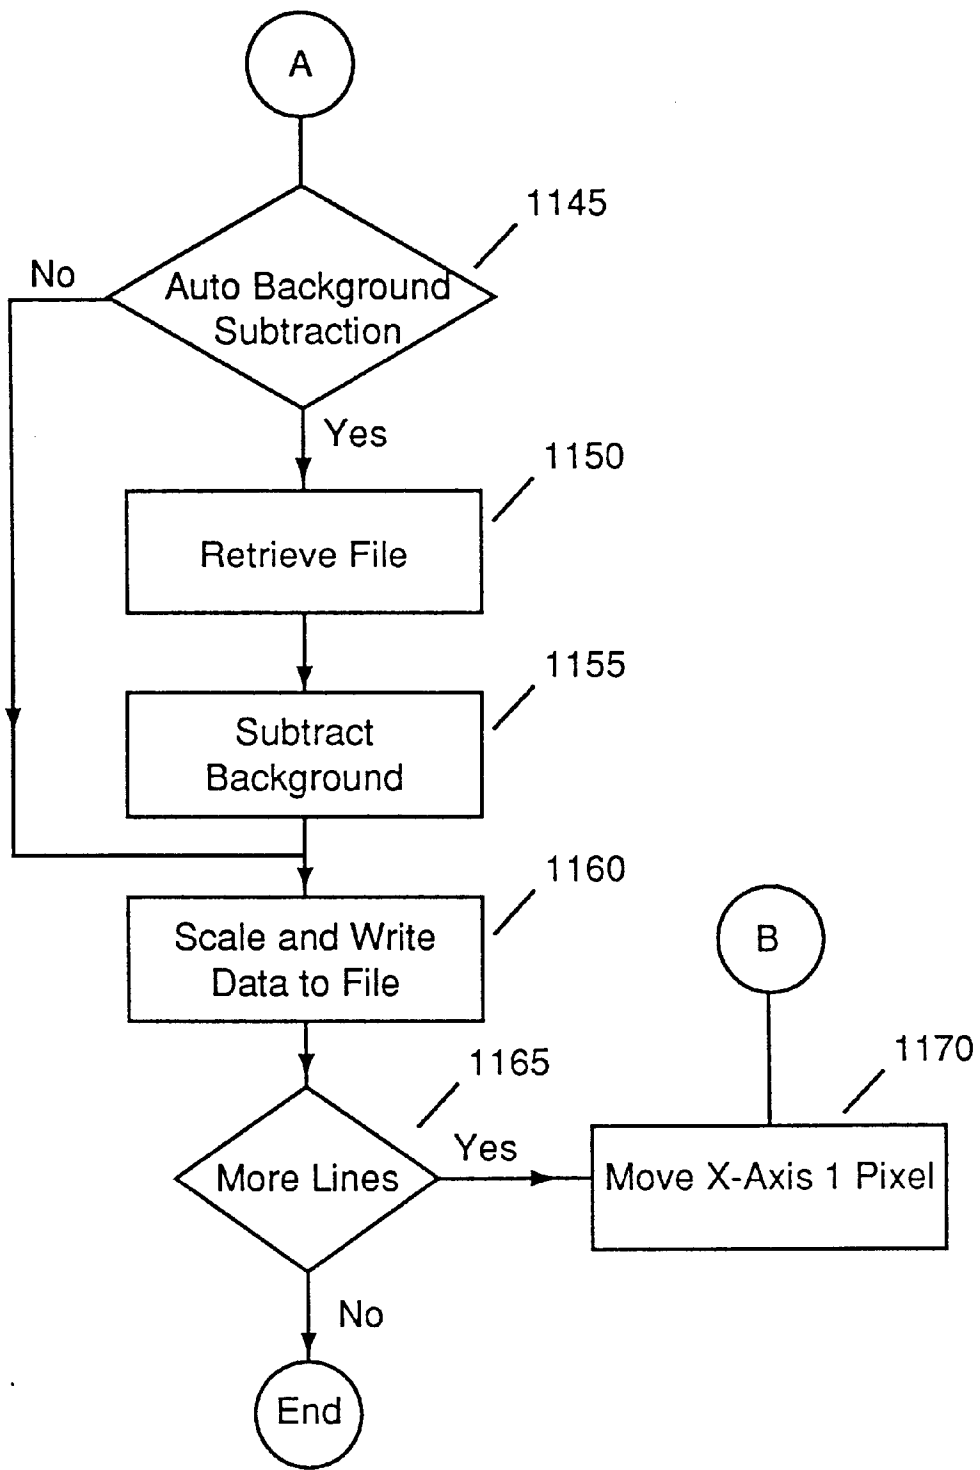 A
1145
No
Auto Background
Subtraction
Yes
1150
Retrieve File
1155
Subtract
Background
1160
Scale and Write
Data to File
B
1165
1170
More Lines
Yes
Move X-Axis 1 Pixel
No
End